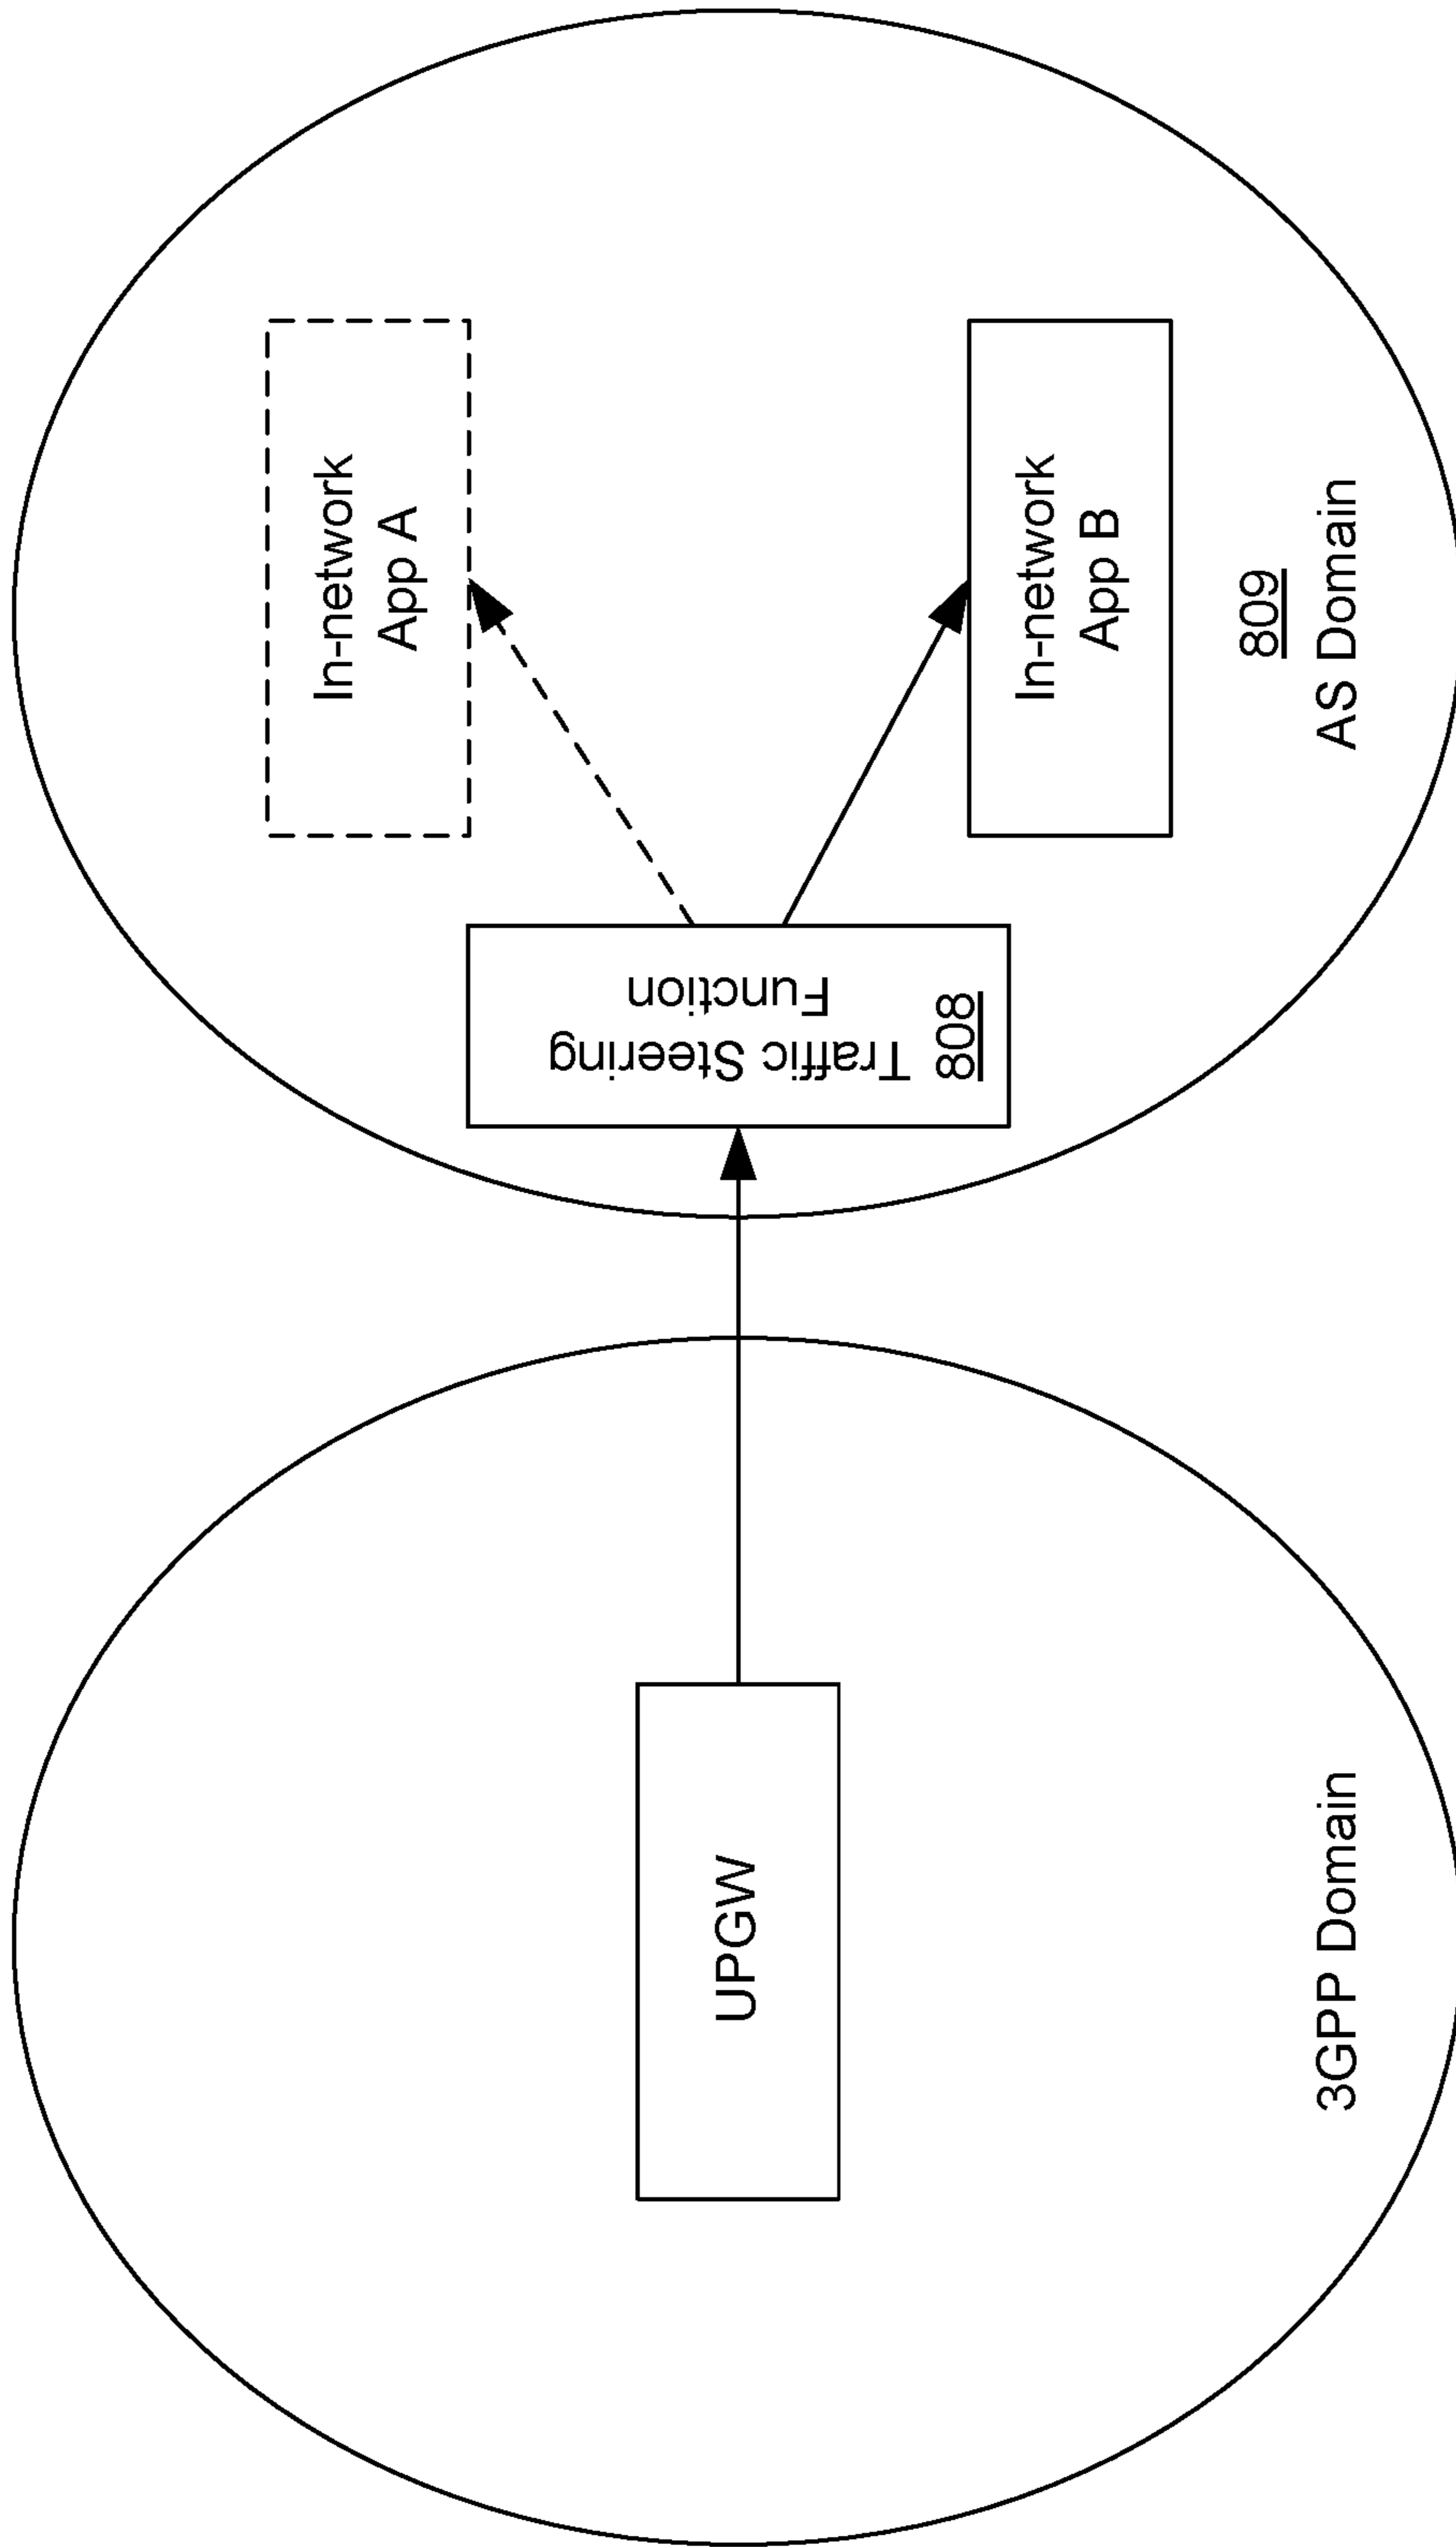 UPGW
3GPP Domain
Traffic Steering
Function
808
In-network
App A
In-network
App B
809
AS Domain